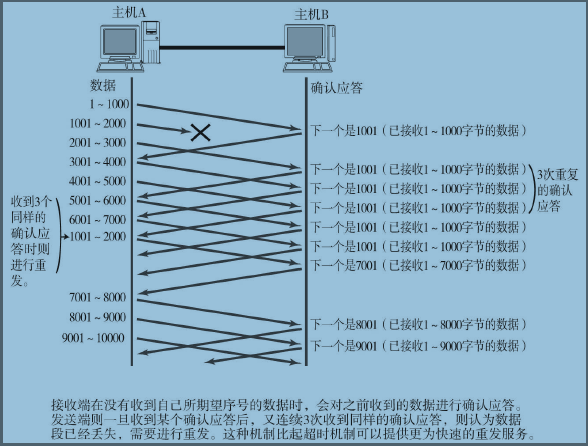 主机A
主机B
数据
确认应答
1~1000
1001~2000
下一个是1001（已接收1~1000字节的数据）
2001~3000
3001~4000
下一个是1001（已接收1~1000字节的数据）
4001~5000
下一个是1001（已接收1~1000字节的数据）
5001~6000
下一个是1001（已接收1~1000字节的数据）
3次重复
的确认
应答
6001~7000
下一个是1001（已接收1~1000字节的数据）
1001~2000
下一个是1001（已接收1~1000字节的数据）
下一个是7001（已接收1~7000字节的数据）
收到3个
同样的
确认应
答时则
进行重
发。
7001~8000
8001~9000
下一个是8001（已接收1~8000字节的数据）
9001~10000
下一个是9001（已接收1~9000字节的数据）
接收端在没有收到自己所期望序号的数据时，会对之前收到的数据进行确认应答。
发送端则一旦收到某个确认应答后，又连续3次收到同样的确认应答，则认为数据
段已经丢失，需要进行重发。这种机制比起超时机制可以提供更为快速的重发服务。